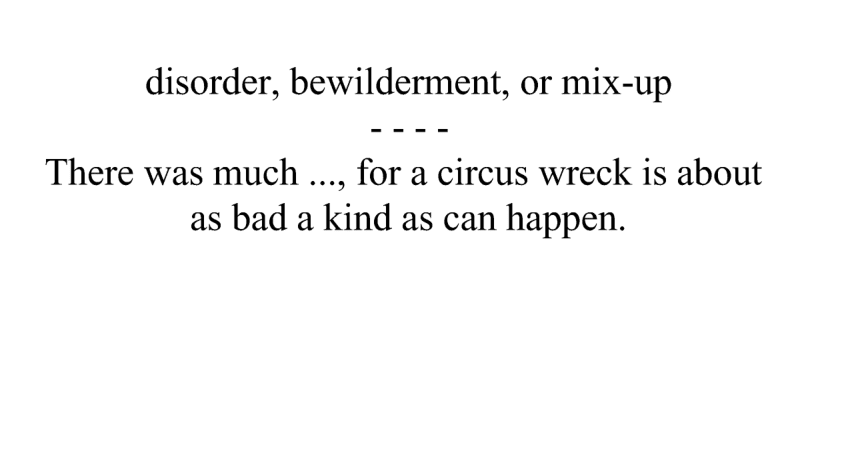 disorder, bewilderment, or mix-up
- - - -
There was much ..., for a circus wreck is about
as bad a kind as can happen.